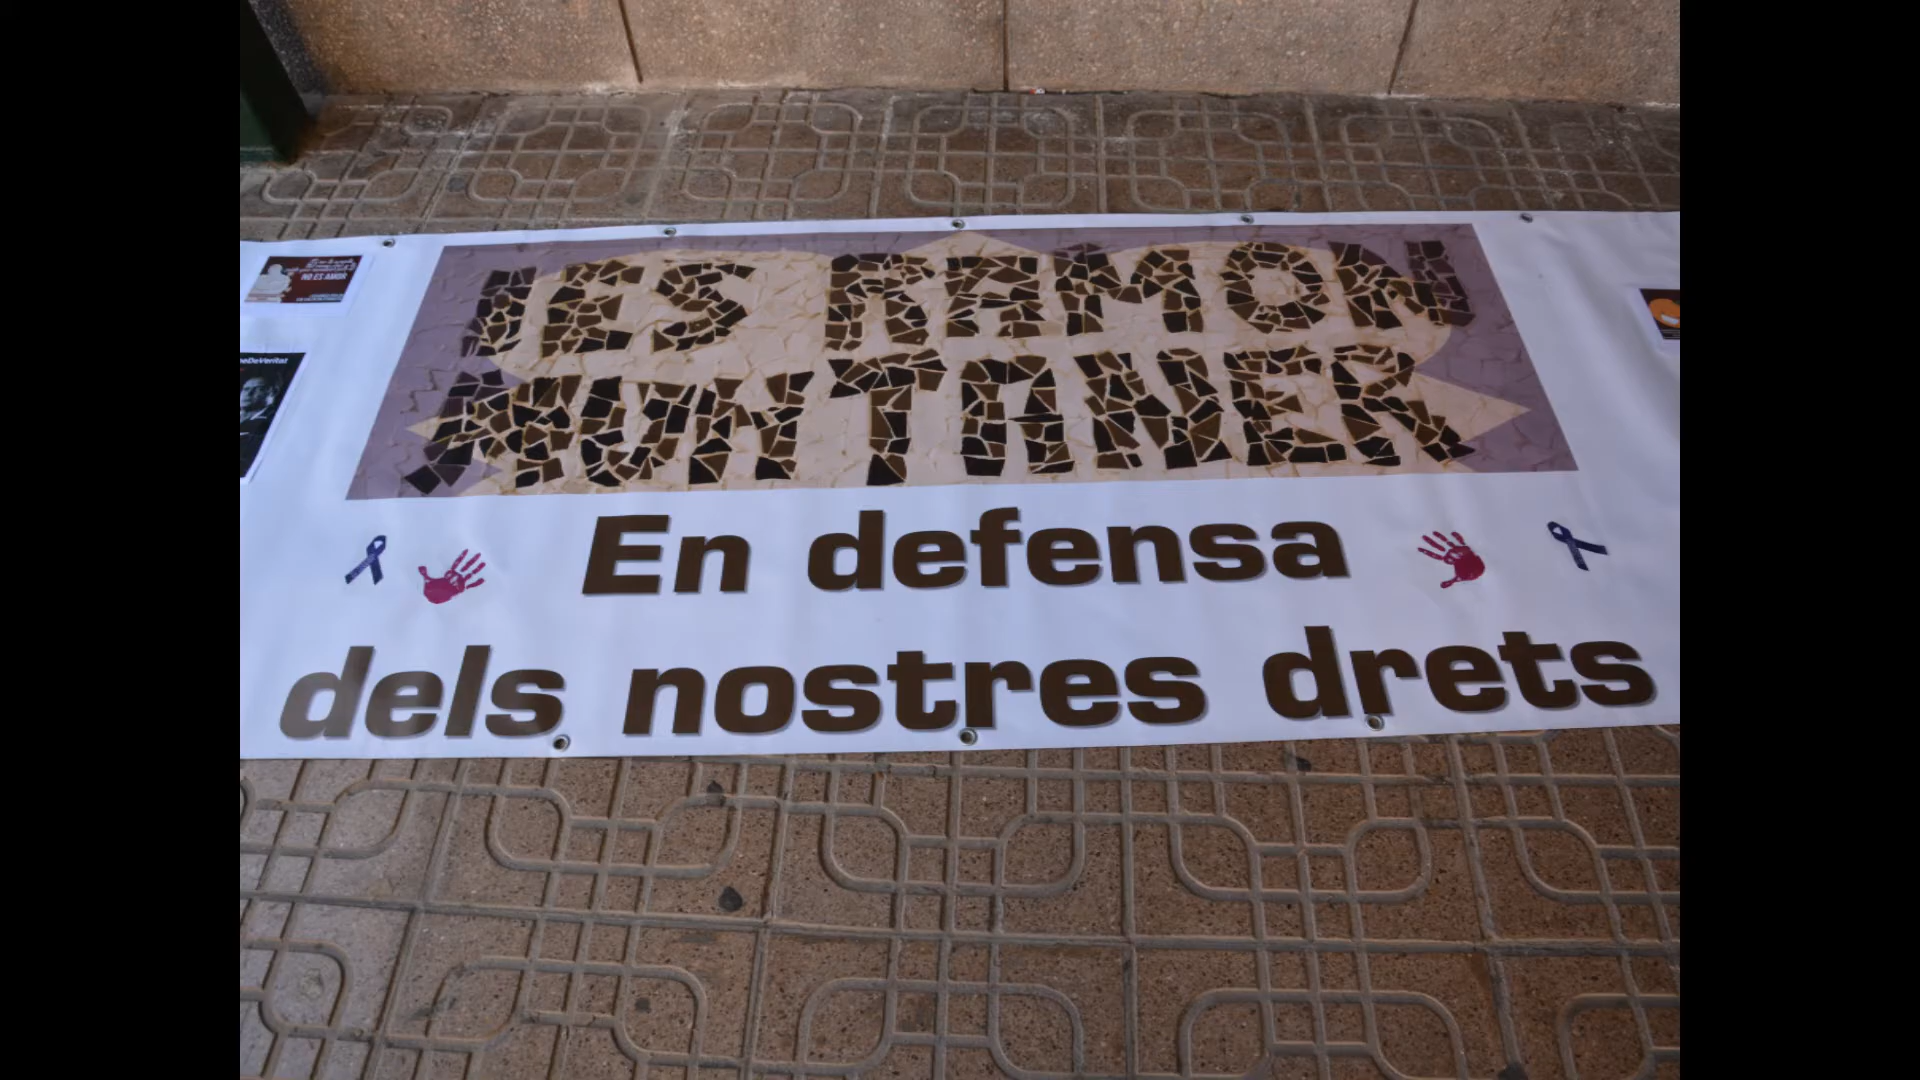 IES RAMON
MUNTANER
En defensa
dels nostres drets
NO ES AMOR